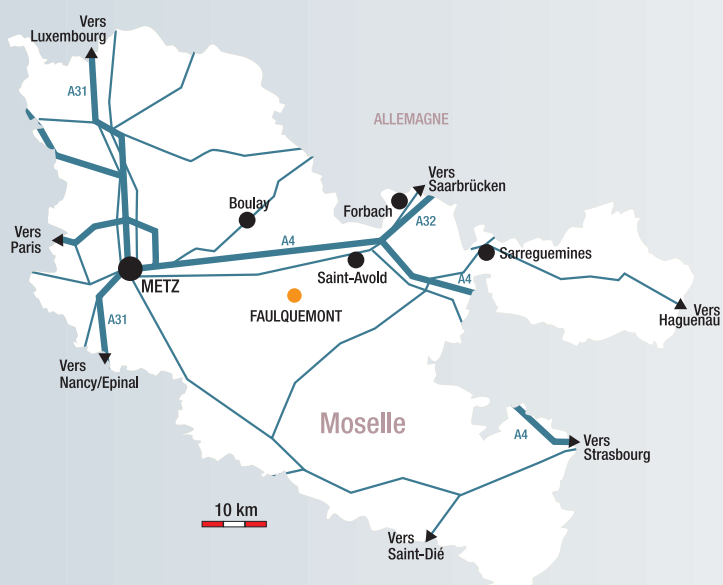 Vers
Luxembourg
A31
ALLEMAGNE
Vers
Saarbrücken
Boulay
Forbach
A32
Vers
Paris
A4
Sarreguemines
Saint-Avold
A4
METZ
Vers
Haguenau
FAULQUEMONT
A31
Vers
Nancy/Epinal
Moselle
A4
Vers
Strasbourg
10 km
Vers
Saint-Dié